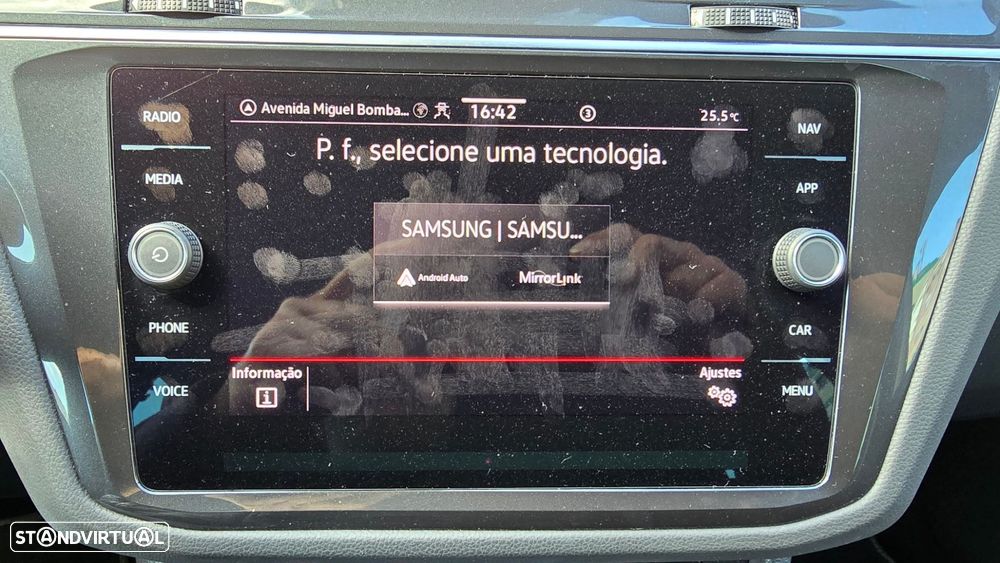 RADIO
MEDIA
PHONE
VOICE
Avenida Miguel Bomba... 16:42 3 25.5°C
P. f., selecione uma tecnologia.
SAMSUNG | SAMSU...
Android Auto MirrorLink
Informação
i
Ajustes
NAV
APP
CAR
MENU
STANDVIRTUAL